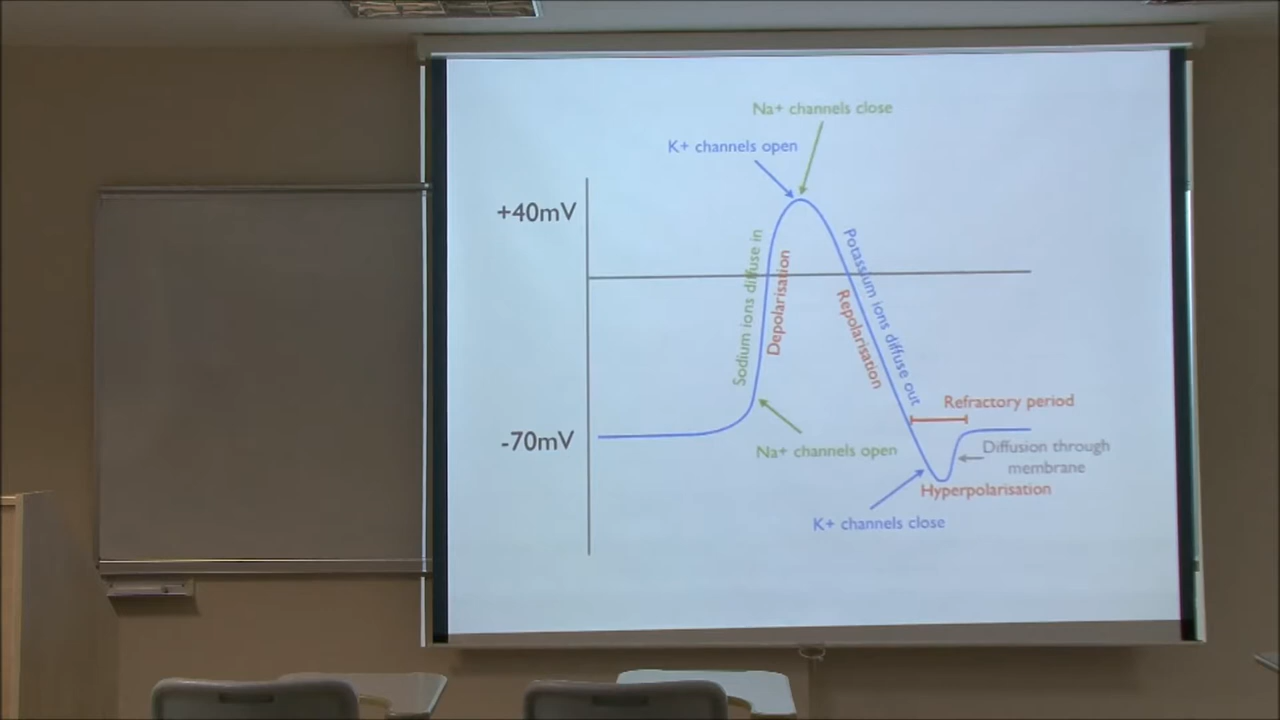 Na+ channels close
K+ channels open
+40mV
Sodium ions diffuse in
Depolarisation
Potassium ions diffuse out
Repolarisation
Refractory period
-70mV
Na+ channels open
Diffusion through
membrane
Hyperpolarisation
K+ channels close